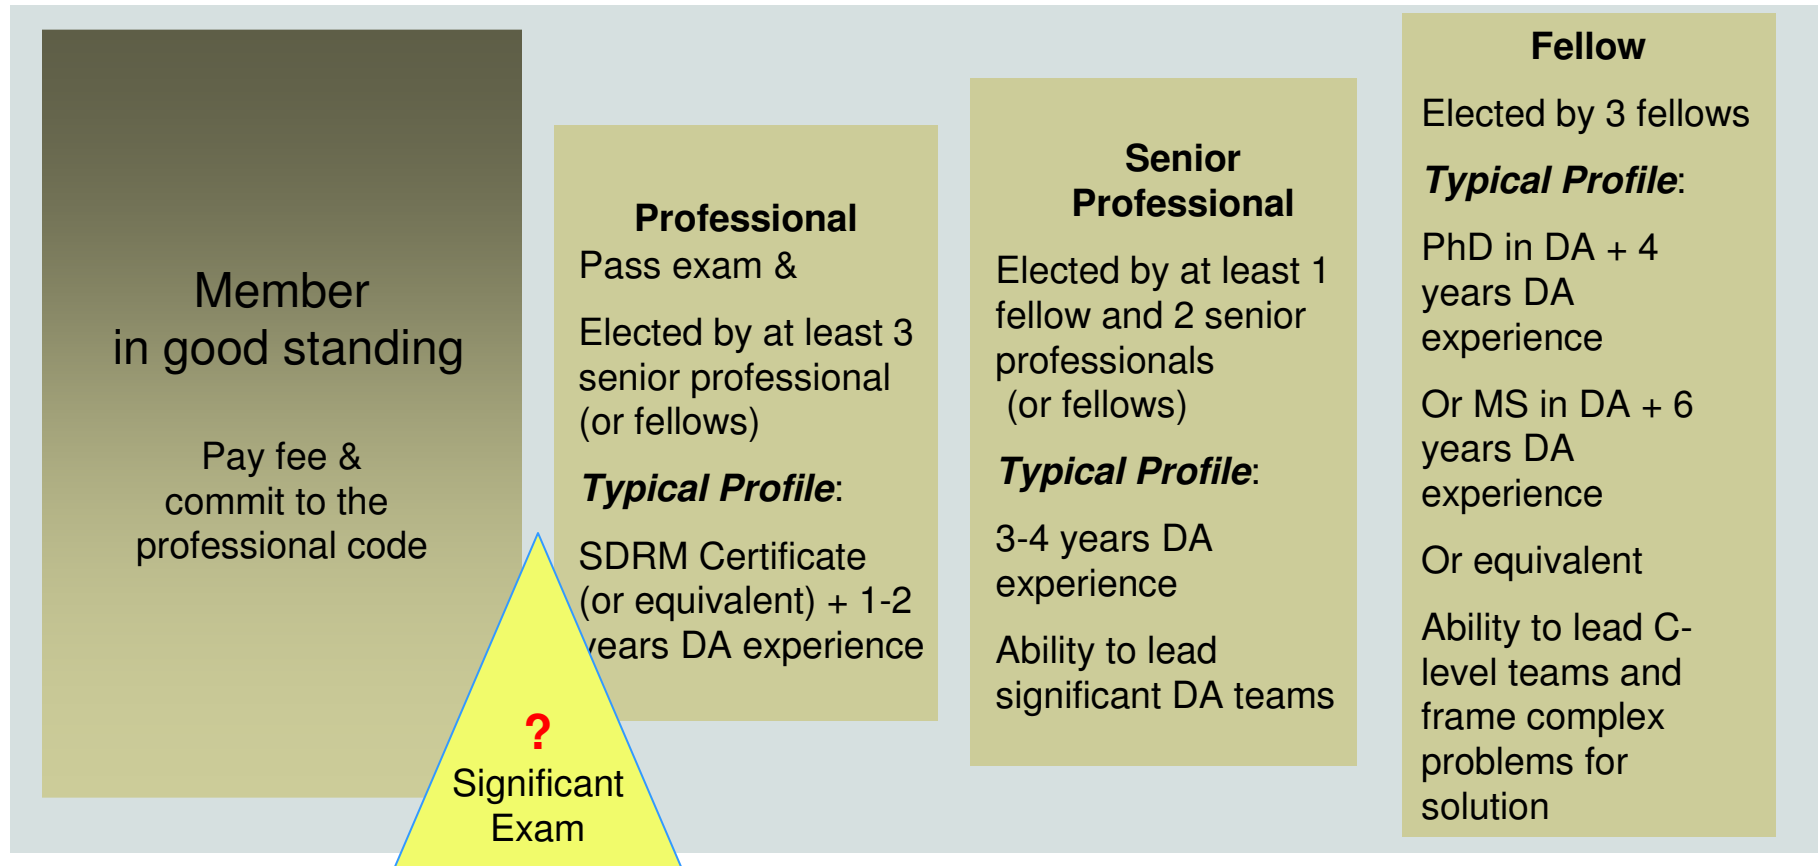 Member
in good standing
Pay fee &
commit to the
professional code
?
Significant
Exam
Professional
Pass exam &
Elected by at least 3
senior professional
(or fellows)
Typical Profile:
SDRM Certificate
(or equivalent) + 1-2
years DA experience
Senior
Professional
Elected by at least 1
fellow and 2 senior
professionals
(or fellows)
Typical Profile:
3-4 years DA
experience
Ability to lead
significant DA teams
Fellow
Elected by 3 fellows
Typical Profile:
PhD in DA + 4
years DA
experience
Or MS in DA + 6
years DA
experience
Or equivalent
Ability to lead C-
level teams and
frame complex
problems for
solution